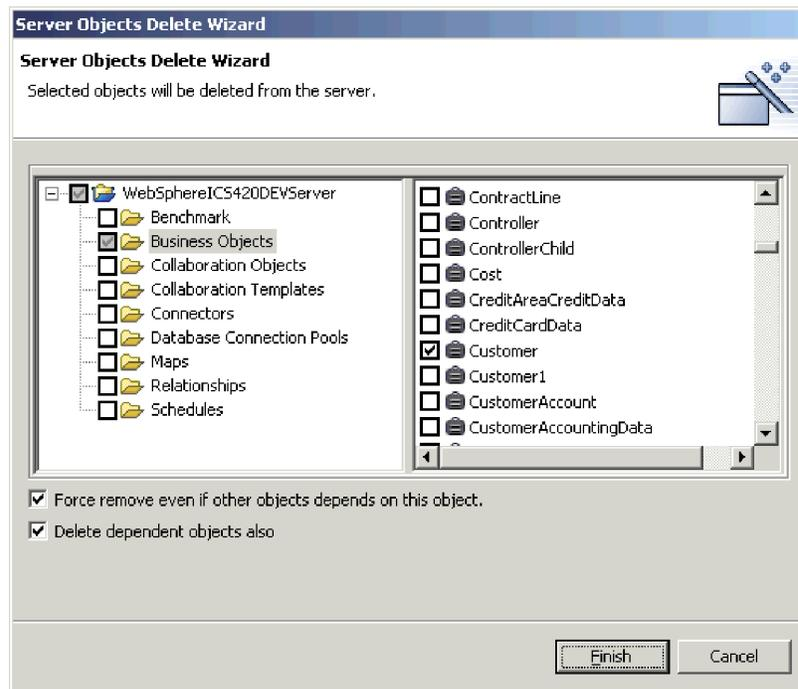 Server Objects Delete Wizard
Server Objects Delete Wizard
Selected objects will be deleted from the server.
WebSphereICS420DEVServer
Benchmark
Business Objects
Collaboration Objects
Collaboration Templates
Connectors
Database Connection Pools
Maps
Relationships
Schedules
ContractLine
Controller
ControllerChild
Cost
CreditAreaCreditData
CreditCardData
Customer
Customer1
CustomerAccount
CustomerAccountingData
Force remove even if other objects depends on this object.
Delete dependent objects also
Finish
Cancel